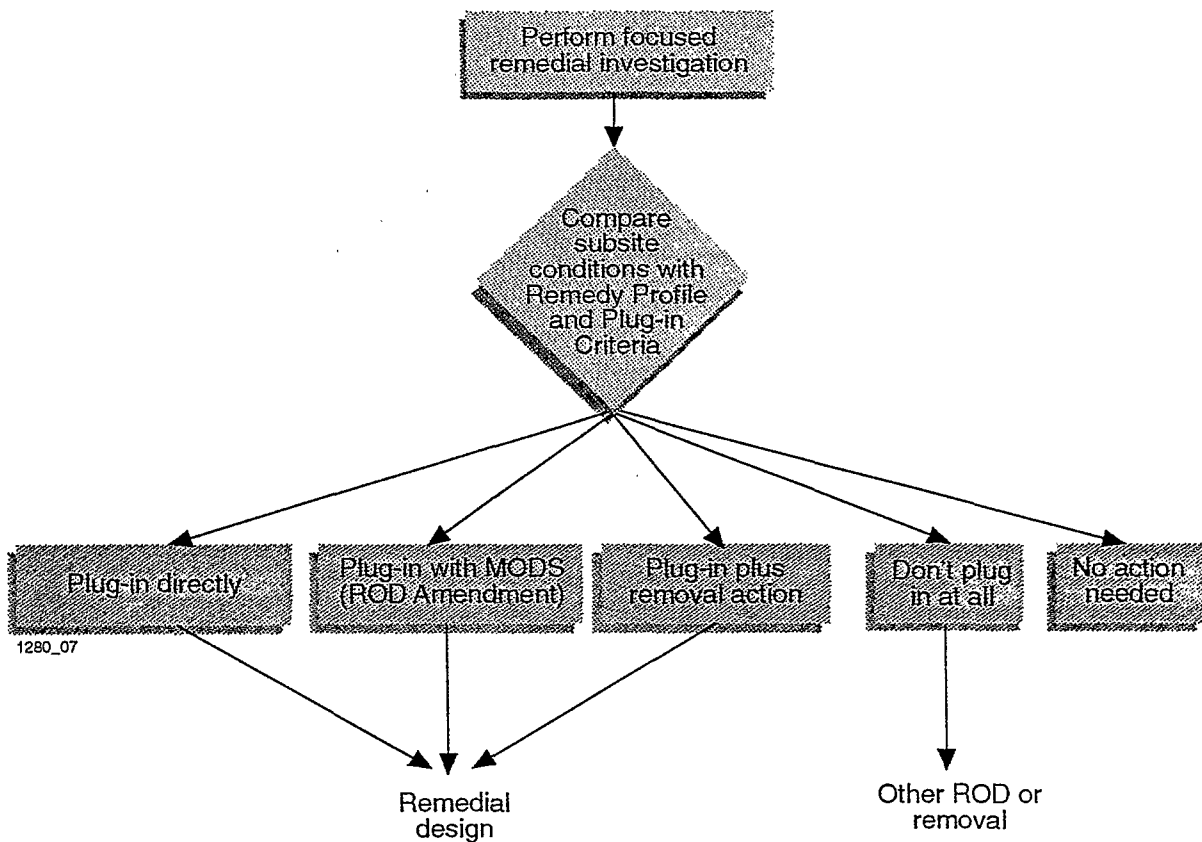 Perform focused
remedial investigation
Compare
subsite
conditions with
Remedy Profile
and Plug-in
Criteria
Plug-in directly
Plug-in with MODS
(ROD Amendment)
Plug-in plus
removal action
Don't plug
in at all
No action
needed
1280_07
Remedial
design
Other ROD or
removal